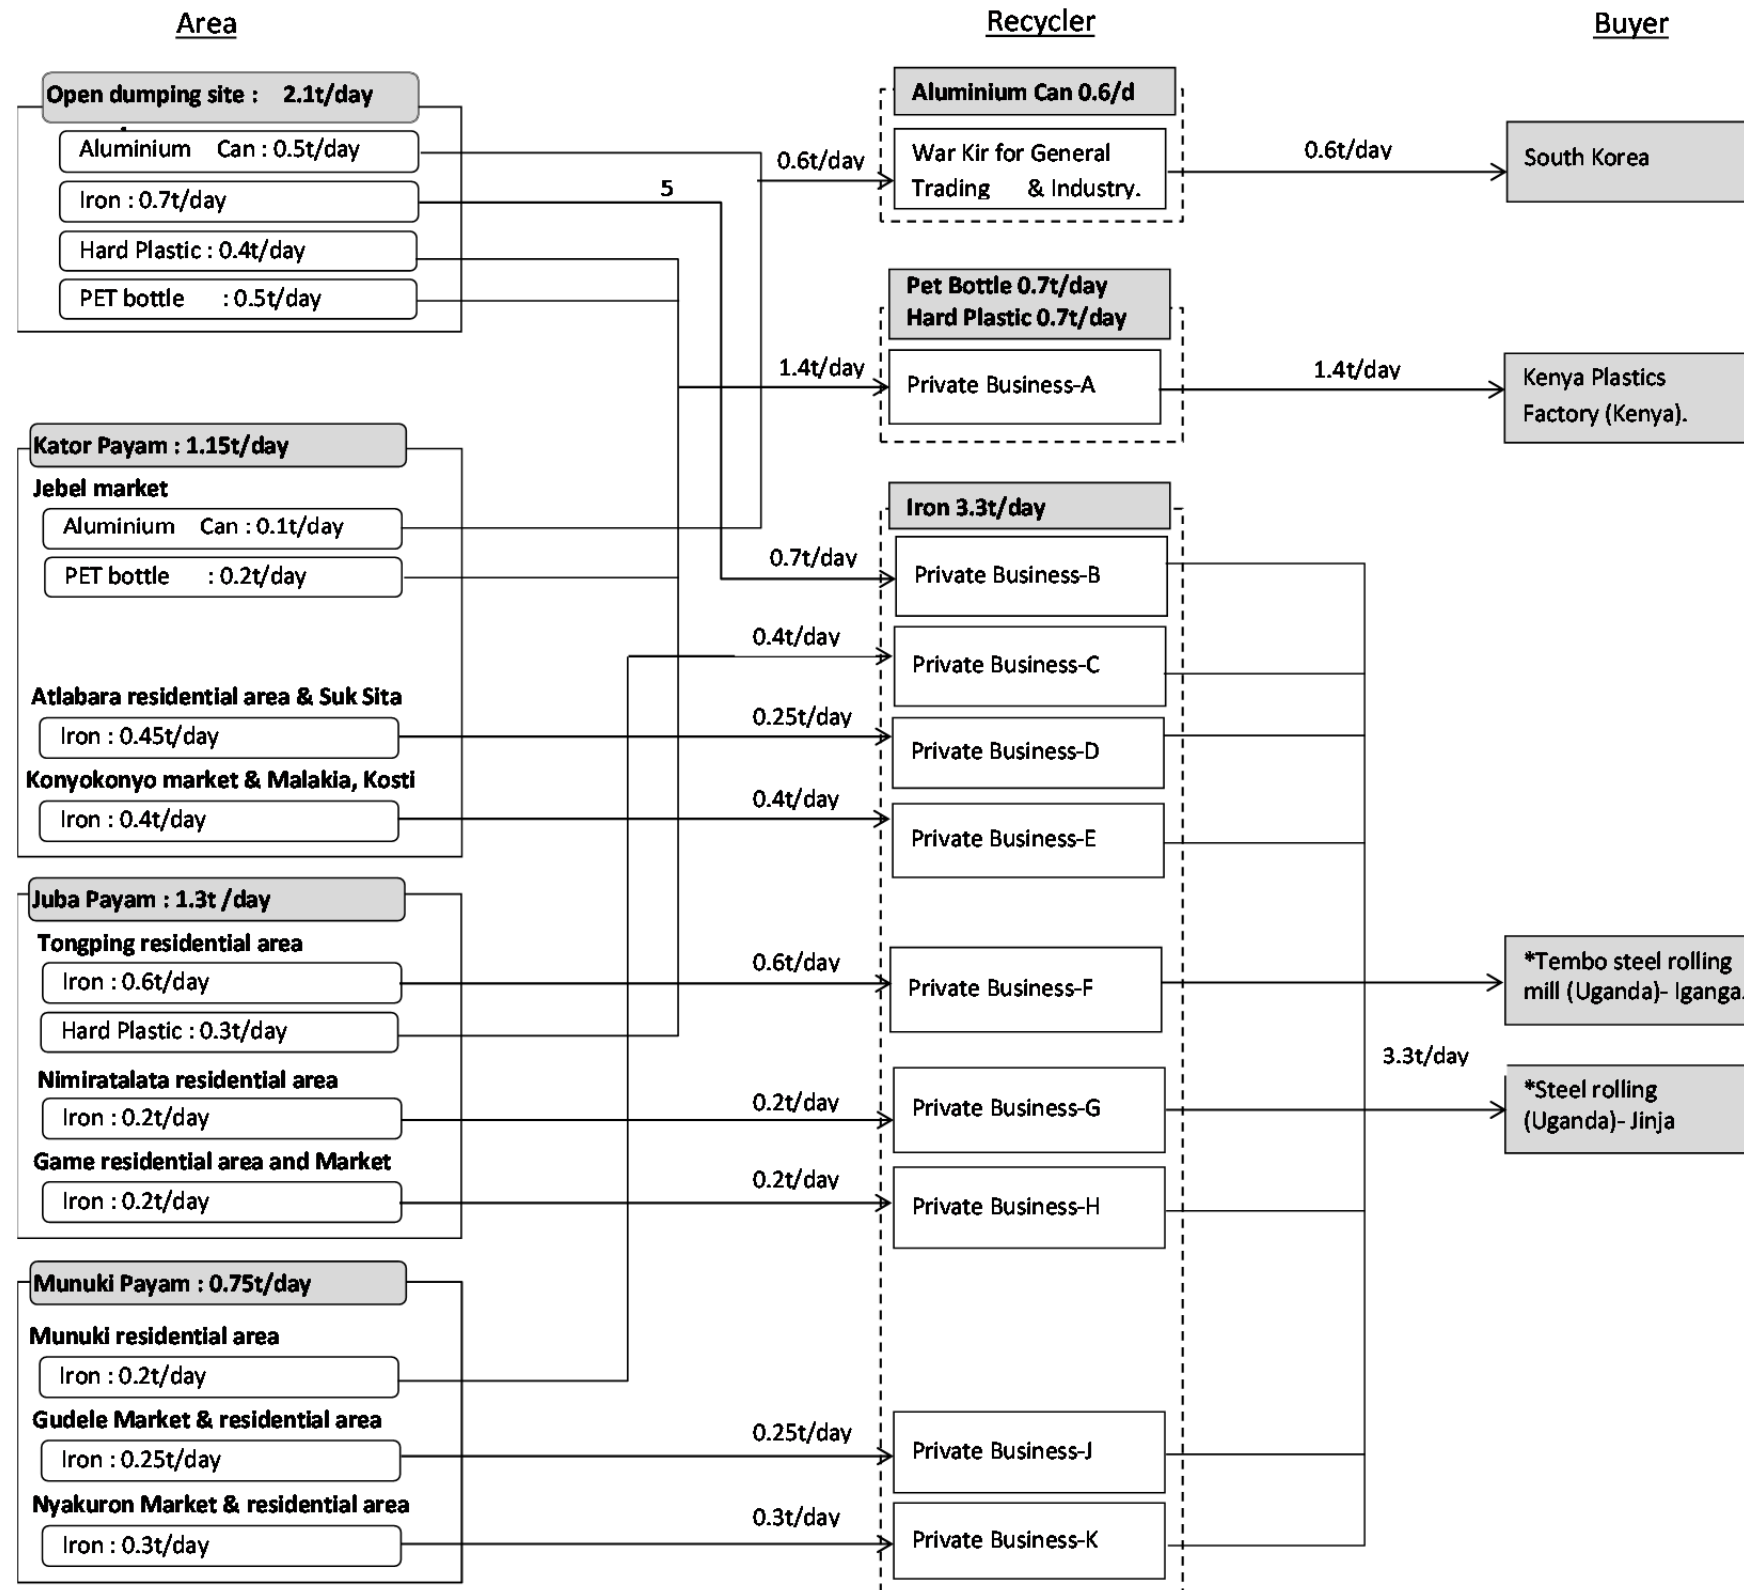 Area
Recycler
Buyer
Open dumping site : 2.1t/day
Aluminium Can : 0.5t/day
Iron : 0.7t/day
Hard Plastic : 0.4t/day
PET bottle : 0.5t/day
Kator Payam : 1.15t/day
Jebel market
Aluminium Can : 0.1t/day
PET bottle : 0.2t/day
Atlabara residential area & Suk Sita
Iron : 0.45t/day
Konyokonyo market & Malakia, Kosti
Iron : 0.4t/day
Juba Payam : 1.3t /day
Tongping residential area
Iron : 0.6t/day
Hard Plastic : 0.3t/day
Nimiratalata residential area
Iron : 0.2t/day
Game residential area and Market
Iron : 0.2t/day
Munuki Payam : 0.75t/day
Munuki residential area
Iron : 0.2t/day
Gudele Market & residential area
Iron : 0.25t/day
Nyakuron Market & residential area
Iron : 0.3t/day
5
0.6t/day
1.4t/day
0.7t/day
0.4t/day
0.25t/day
0.4t/day
0.6t/day
0.2t/day
0.2t/day
0.25t/day
0.3t/day
Aluminium Can 0.6/d
War Kir for General
Trading & Industry.
Pet Bottle 0.7t/day
Hard Plastic 0.7t/day
Private Business-A
Iron 3.3t/day
Private Business-B
Private Business-C
Private Business-D
Private Business-E
Private Business-F
Private Business-G
Private Business-H
Private Business-J
Private Business-K
0.6t/day
1.4t/day
3.3t/day
South Korea
Kenya Plastics
Factory (Kenya).
*Tembo steel rolling
mill (Uganda)- Iganga.
*Steel rolling
(Uganda)- Jinja